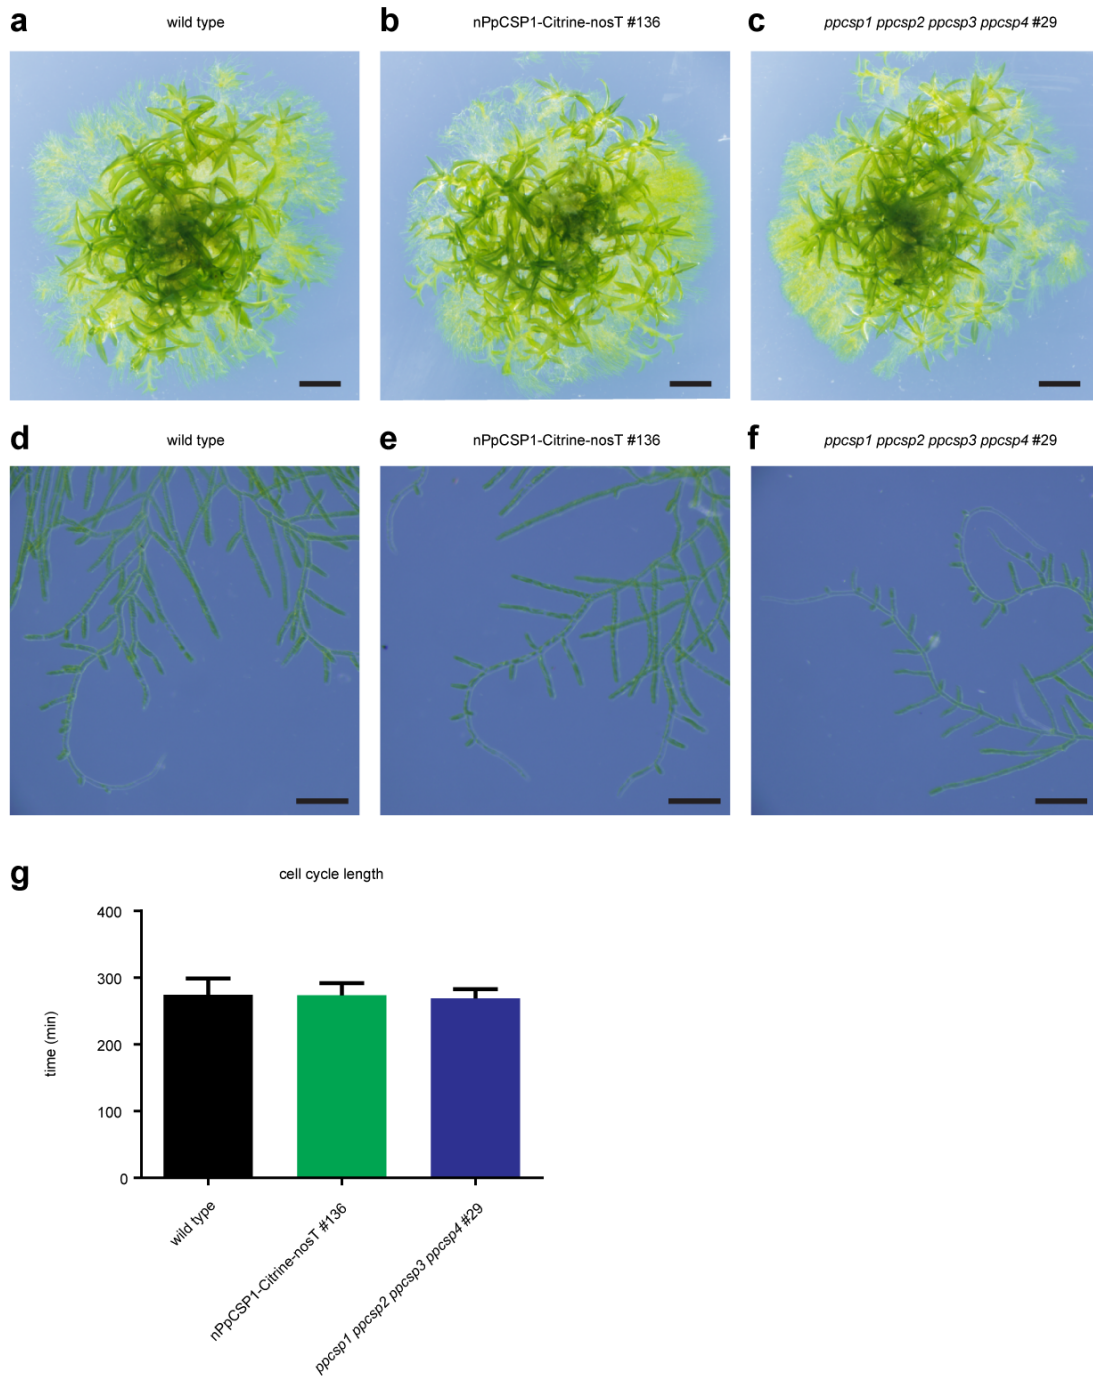 a
wild type
b
nPpCSP1-Citrine-nosT #136
c
ppcsp1 ppcsp2 ppcsp3 ppcsp4 #29
d
wild type
e
nPpCSP1-Citrine-nosT #136
f
ppcsp1 ppcsp2 ppcsp3 ppcsp4 #29
g
cell cycle length
time (min)
400
300
200
100
0
wild type
nPpCSP1-Citrine-nosT #136
ppcsp1 ppcsp2 ppcsp3 ppcsp4 #29